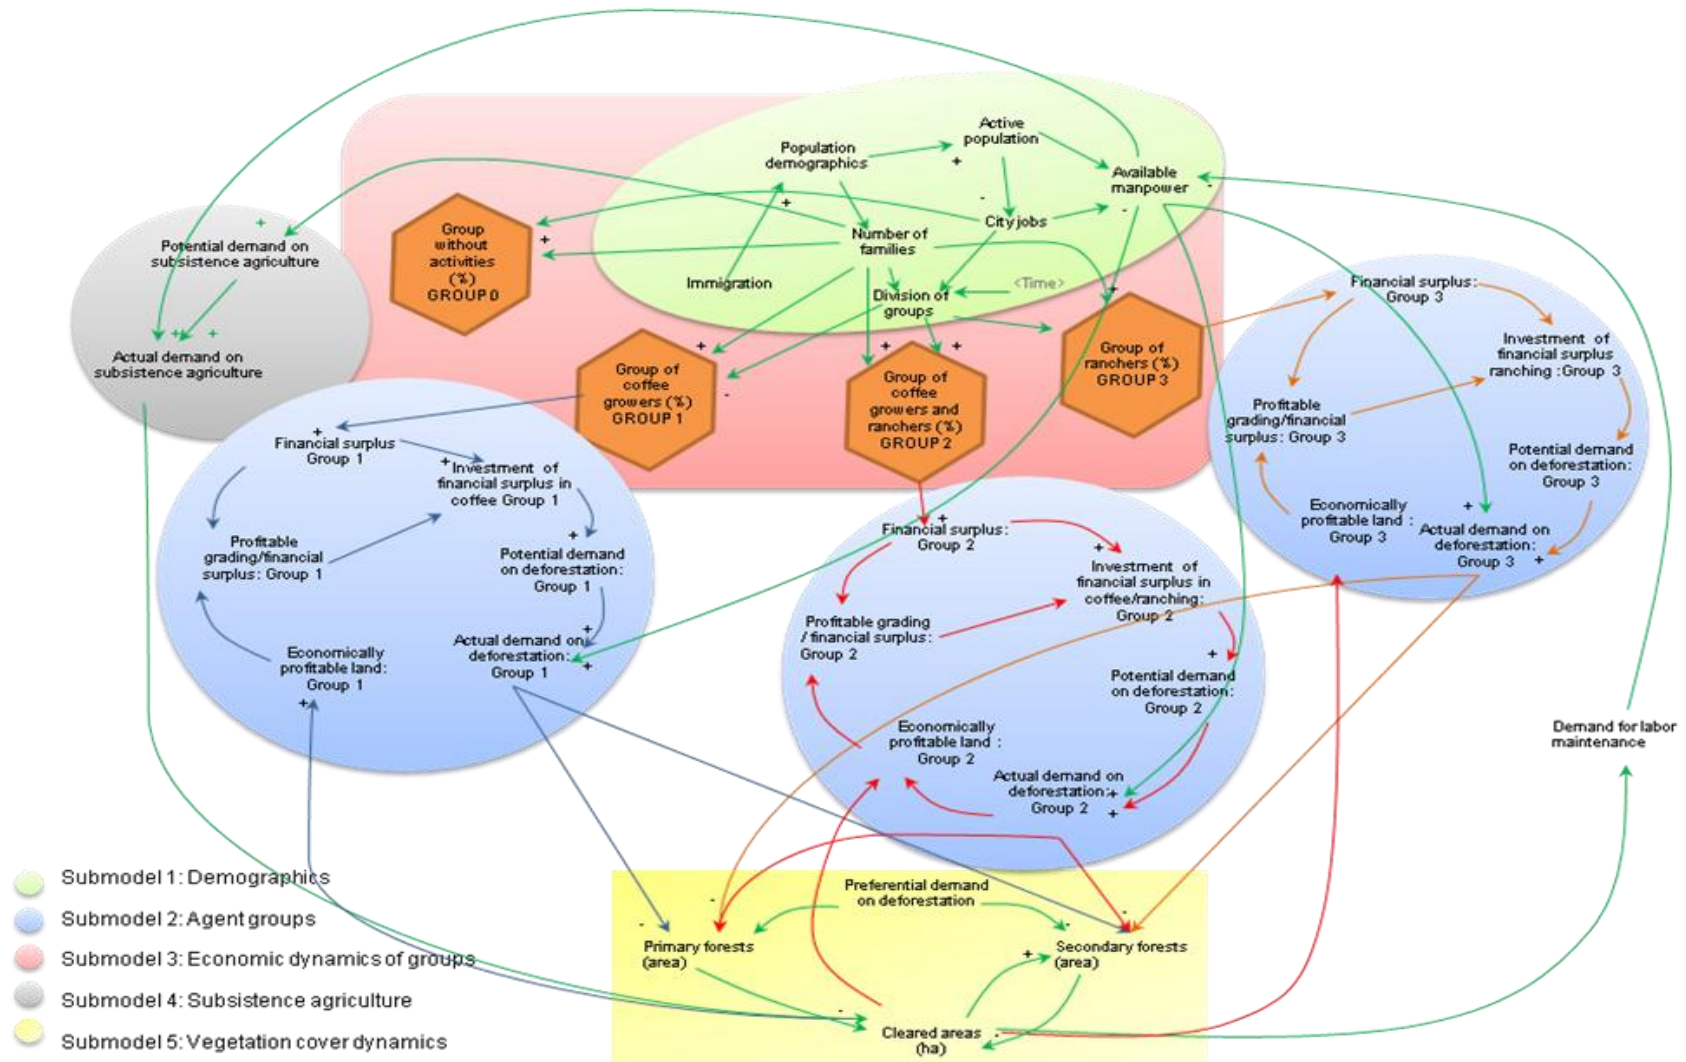 Active
population
Population
demographics
Available
manpower
City jobs
Number of
families
Immigration
<Time>
Division of
groups
Group
without
activities
(%)
GROUP 0
Group of
coffee
growers (%)
GROUP 1
Group of
coffee
growers and
ranchers (%)
GROUP 2
Group of
ranchers (%)
GROUP 3
Potential demand on
subsistence agriculture
Actual demand on
subsistence agriculture
Financial surplus
Group 1
Investment of
financial surplus in
coffee Group 1
Profitable
grading/financial
surplus: Group 1
Potential demand
on deforestation:
Group 1
Economically
profitable land:
Group 1
Actual demand on
deforestation:
Group 1
Financial surplus:
Group 2
Investment of
financial surplus in
coffee/ranching:
Group 2
Profitable grading
/ financial surplus:
Group 2
Potential demand
on deforestation:
Group 2
Economically
profitable land :
Group 2
Actual demand on
deforestation:
Group 2
Financial surplus:
Group 3
Investment of
financial surplus
ranching :Group 3
Profitable
grading/financial
surplus: Group 3
Potential demand
on deforestation:
Group 3
Economically
profitable land :
Group 3
Actual demand on
deforestation:
Group 3
Demand for labor
maintenance
Preferential demand
on deforestation
Primary forests
(area)
Secondary forests
(area)
Cleared areas
(ha)
Submodel 1: Demographics
Submodel 2: Agent groups
Submodel 3: Economic dynamics of groups
Submodel 4: Subsistence agriculture
Submodel 5: Vegetation cover dynamics